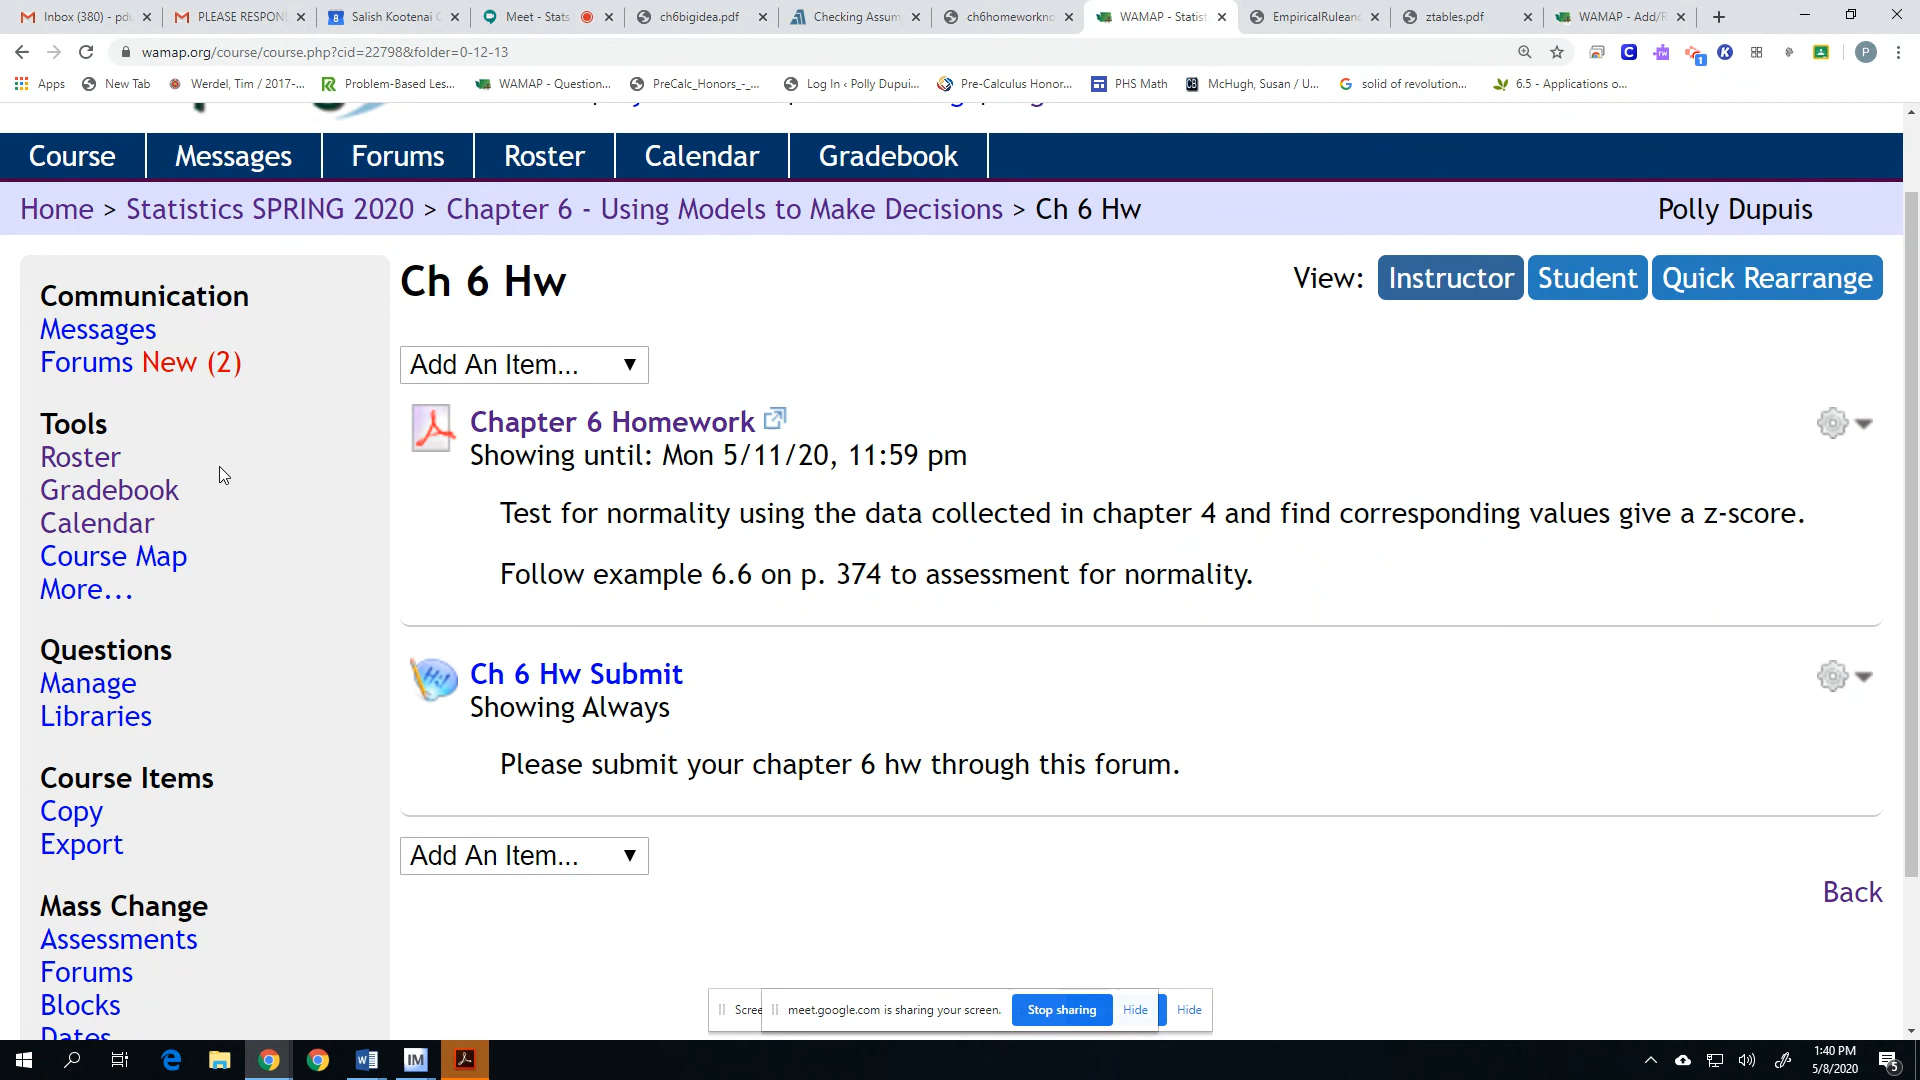 Inbox (380) - pdu
PLEASE RESPON
Salish Kootenai C
Meet - Stats
ch6bigidea.pdf
Checking Assum
ch6homeworkno
WAMAP - Statist
EmpiricalRulean
ztables.pdf
WAMAP - Add/R
wamap.org/course/course.php?cid=22798&folder=0-12-13
Apps
New Tab
Werdel, Tim / 2017-...
Problem-Based Les...
WAMAP - Question...
PreCalc_Honors_-_...
Log In ‹ Polly Dupui...
Pre-Calculus Honor...
PHS Math
McHugh, Susan / U...
solid of revolution...
6.5 - Applications o...
Course
Messages
Forums
Roster
Calendar
Gradebook
Home > Statistics SPRING 2020 > Chapter 6 - Using Models to Make Decisions > Ch 6 Hw
Polly Dupuis
Communication
Messages
Forums New (2)
Tools
Roster
Gradebook
Calendar
Course Map
More...
Questions
Manage
Libraries
Course Items
Copy
Export
Mass Change
Assessments
Forums
Blocks
Dates
Ch 6 Hw
View: Instructor Student Quick Rearrange
Add An Item...
Chapter 6 Homework
Showing until: Mon 5/11/20, 11:59 pm
Test for normality using the data collected in chapter 4 and find corresponding values give a z-score.
Follow example 6.6 on p. 374 to assessment for normality.
Ch 6 Hw Submit
Showing Always
Please submit your chapter 6 hw through this forum.
Add An Item...
Back
Scree
meet.google.com is sharing your screen.
Stop sharing
Hide
Hide
1:40 PM
5/8/2020